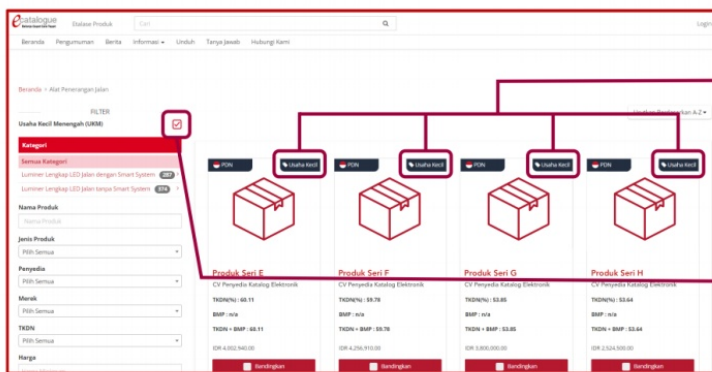 ecatalogue
Etalase Produk
Cari
Login
Beranda
Pengumuman
Berita
Informasi
Unduh
Tanya Jawab
Hubungi Kami
Beranda > Alat Penerangan Jalan
FILTER
Usaha Kecil Menengah (UKM)
Kategori
Semua Kategori
Luminer Lengkap LED Jalan dengan Smart System 287
Luminer Lengkap LED Jalan tanpa Smart System 574
Nama Produk
Nama Produk
Jenis Produk
Pilih Semua
Penyedia
Pilih Semua
Merek
Pilih Semua
TKDN
Pilih Semua
Harga
A-Z
PDN
Usaha Kecil
Produk Seri E
CV Penyedia Katalog Elektronik
TKDN(%) : 60.11
BMP : n/a
TKDN + BMP : 60.11
IDR 4.002.940,00
Bandingkan
PDN
Usaha Kecil
Produk Seri F
CV Penyedia Katalog Elektronik
TKDN(%) : 59.78
BMP : n/a
TKDN + BMP : 59.78
IDR 4.256.910,00
Bandingkan
PDN
Usaha Kecil
Produk Seri G
CV Penyedia Katalog Elektronik
TKDN(%) : 53.85
BMP : n/a
TKDN + BMP : 53.85
IDR 3.800.000,00
Bandingkan
PDN
Usaha Kecil
Produk Seri H
CV Penyedia Katalog Elektronik
TKDN(%) : 53.64
BMP : n/a
TKDN + BMP : 53.64
IDR 2.524.500,00
Bandingkan